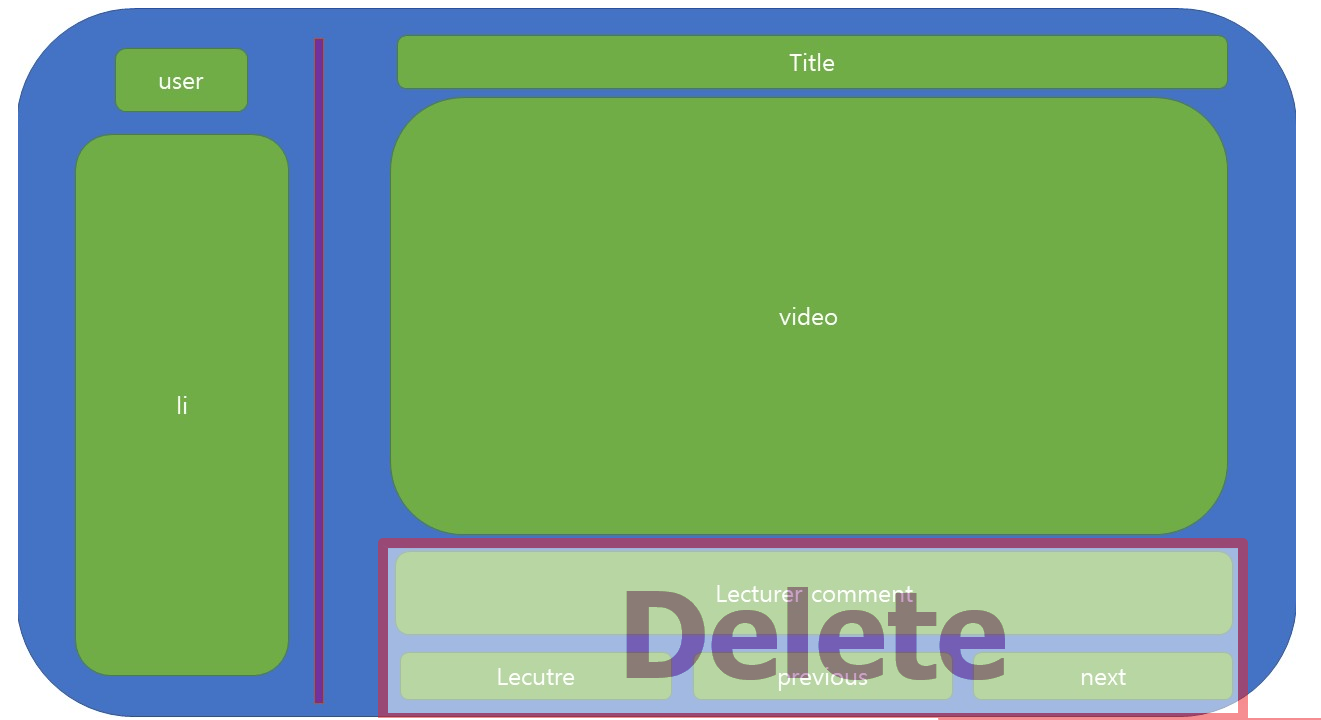 user
Title
li
video
Lecturer comment
Delete
Lecutre
previous
next